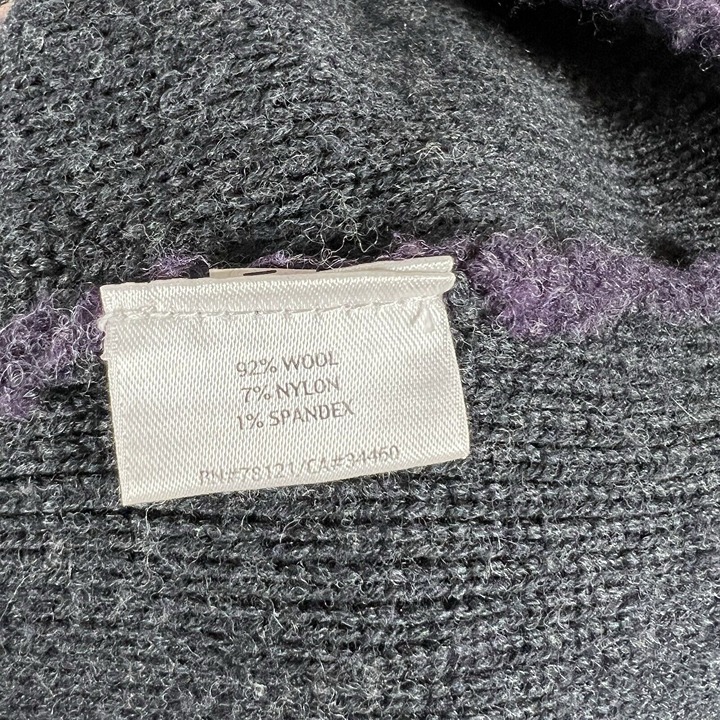 92% WOOL
7% NYLON
1% SPANDEX
RN#78121/CA#34460